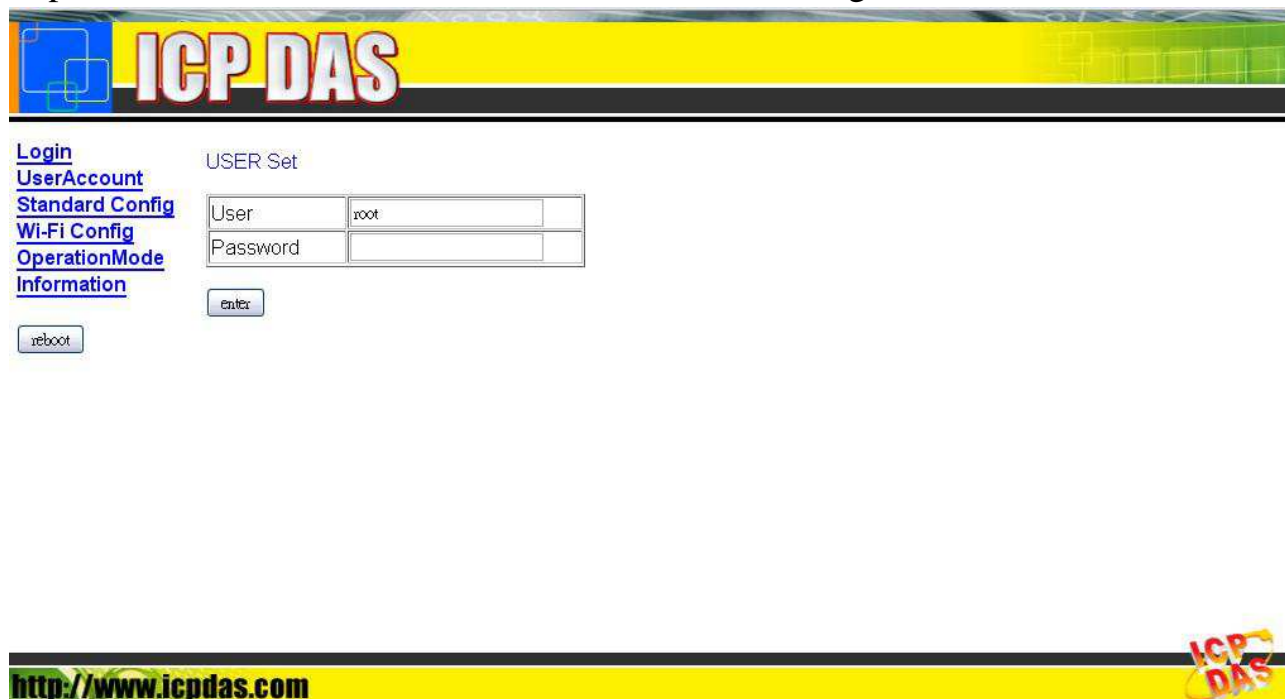 ICP DAS
Login
UserAccount
Standard Config
Wi-Fi Config
OperationMode
Information
reboot
USER Set
User root
Password
enter
ICP DAS
http://www.icpdas.com